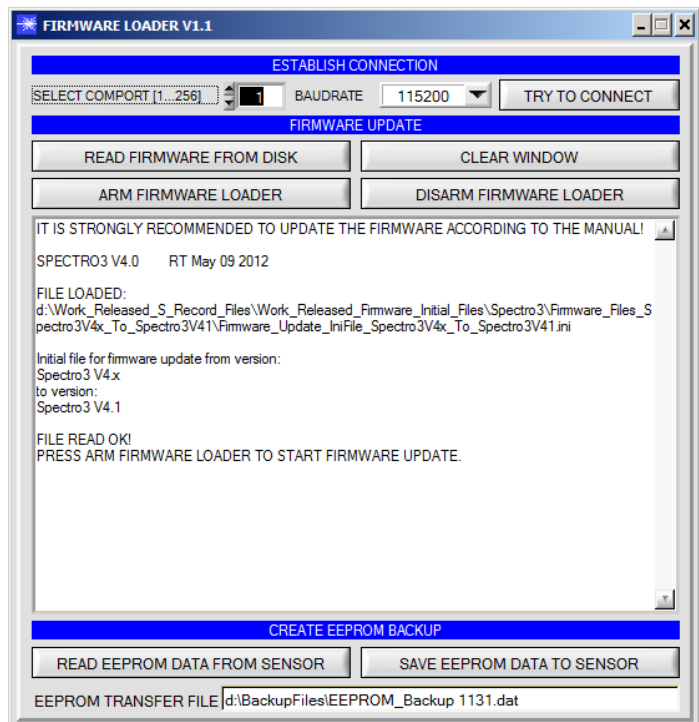 FIRMWARE LOADER V1.1
ESTABLISH CONNECTION
SELECT COMPORT [1...256] 1 BAUDRATE 115200 TRY TO CONNECT
FIRMWARE UPDATE
READ FIRMWARE FROM DISK CLEAR WINDOW
ARM FIRMWARE LOADER DISARM FIRMWARE LOADER
IT IS STRONGLY RECOMMENDED TO UPDATE THE FIRMWARE ACCORDING TO THE MANUAL!
SPECTRO3 V4.0 RT May 09 2012
FILE LOADED:
d:\Work_Released_S_Record_Files\Work_Released_Firmware_Initial_Files\Spectro3\Firmware_Files_S
pectro3V4x_To_Spectro3V41\Firmware_Update_IniFile_Spectro3V4x_To_Spectro3V41.ini
Initial file for firmware update from version:
Spectro3 V4.x
to version:
Spectro3 V4.1
FILE READ OK!
PRESS ARM FIRMWARE LOADER TO START FIRMWARE UPDATE.
CREATE EEPROM BACKUP
READ EEPROM DATA FROM SENSOR SAVE EEPROM DATA TO SENSOR
EEPROM TRANSFER FILE d:\BackupFiles\EEPROM_Backup 1131.dat